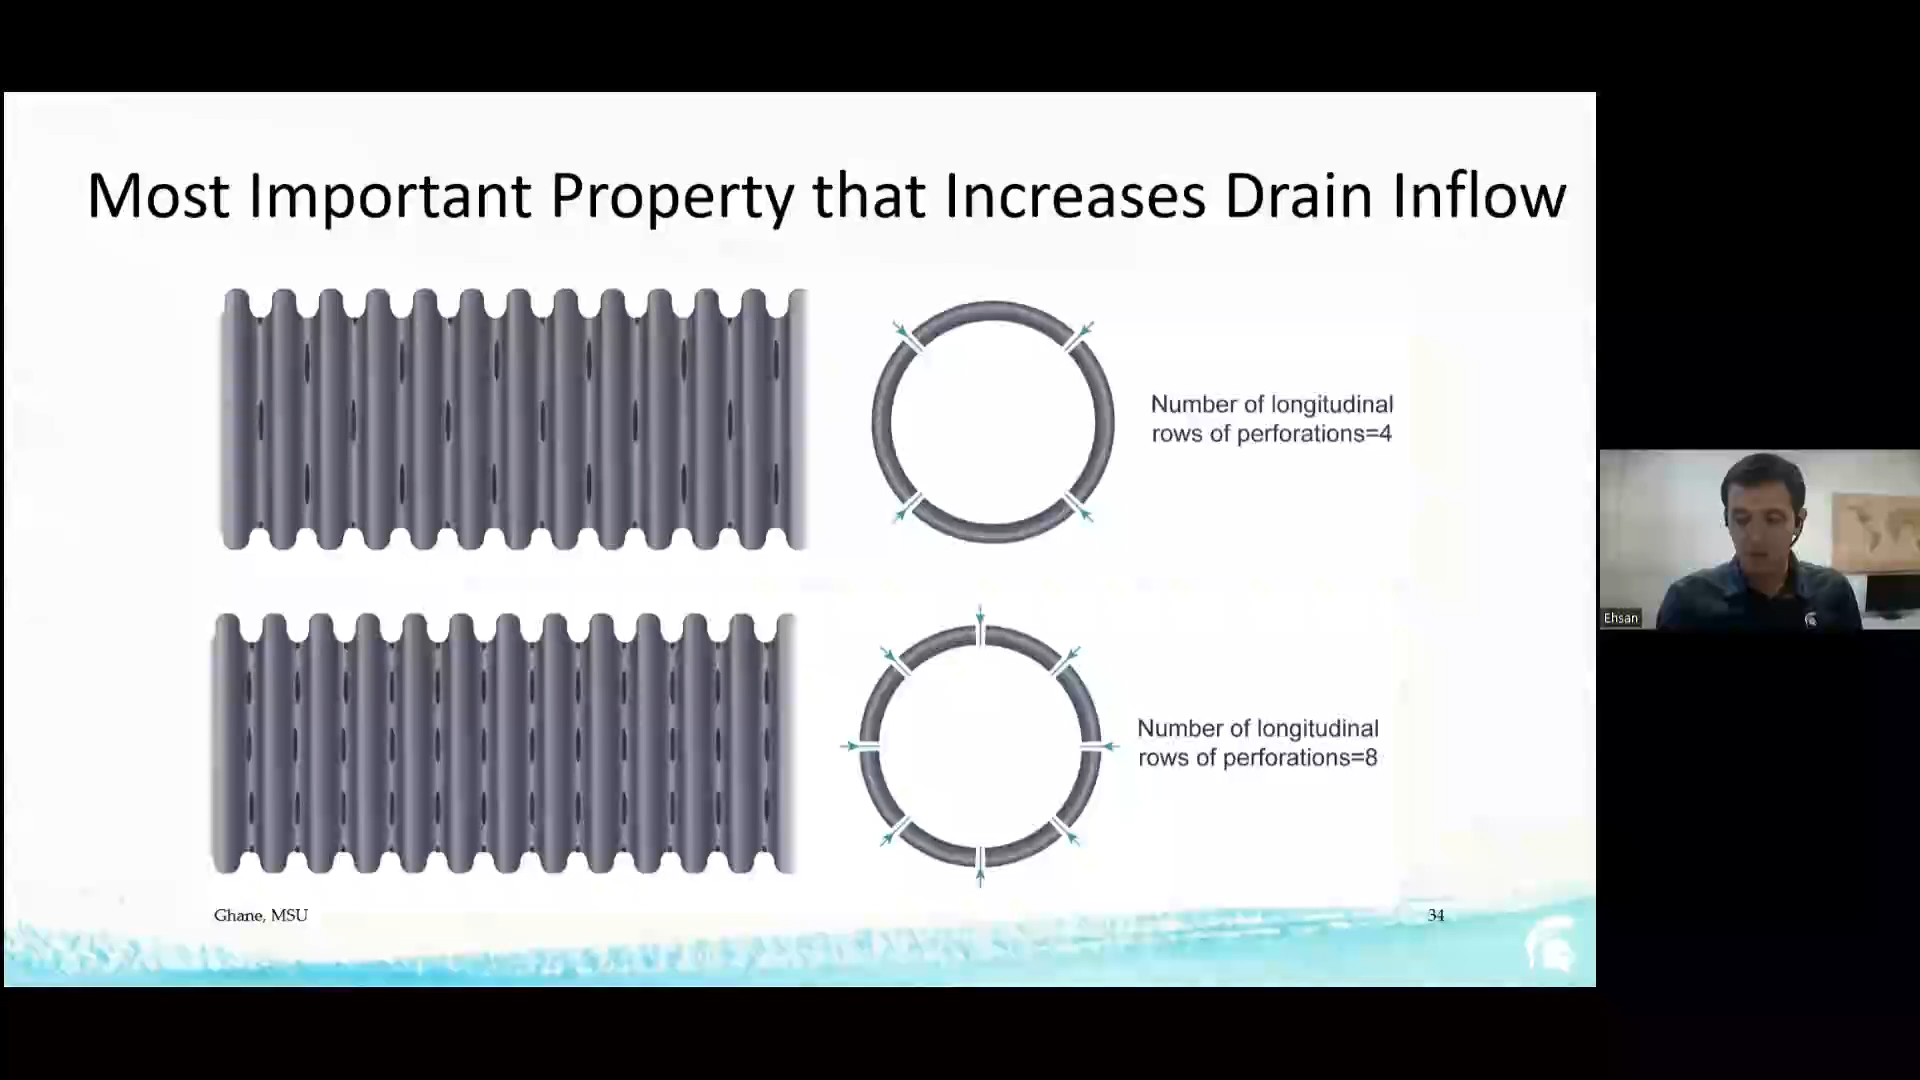 Most Important Property that Increases Drain Inflow
Number of longitudinal
rows of perforations=4
Number of longitudinal
rows of perforations=8
Ghane, MSU
34
Ehsan